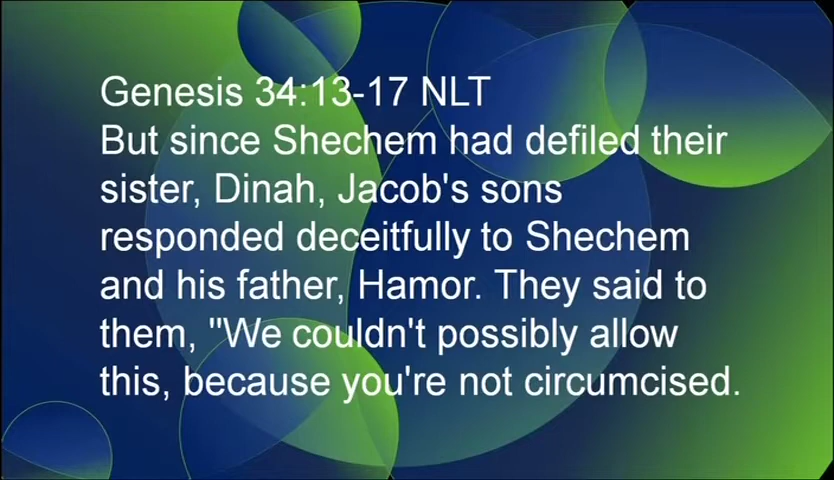 Genesis 34:13-17 NLT
But since Shechem had defiled their
sister, Dinah, Jacob's sons
responded deceitfully to Shechem
and his father, Hamor. They said to
them, "We couldn't possibly allow
this, because you're not circumcised.